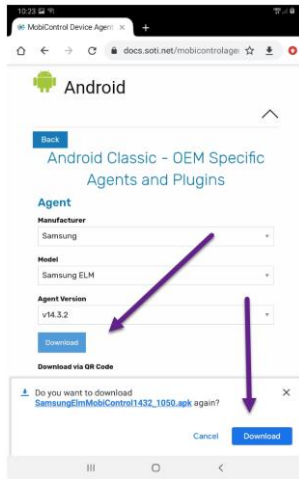 10:23
MobiControl Device Agen
docs.soti.net/mobicontrolage
Android
Back
Android Classic - OEM Specific
Agents and Plugins
Agent
Manufacturer
Samsung
Model
Samsung ELM
Agent Version
v14.3.2
Download
Download via QR Code
Do you want to download
SamsungElmMobiControl1432_1050.apk again?
Cancel
Download